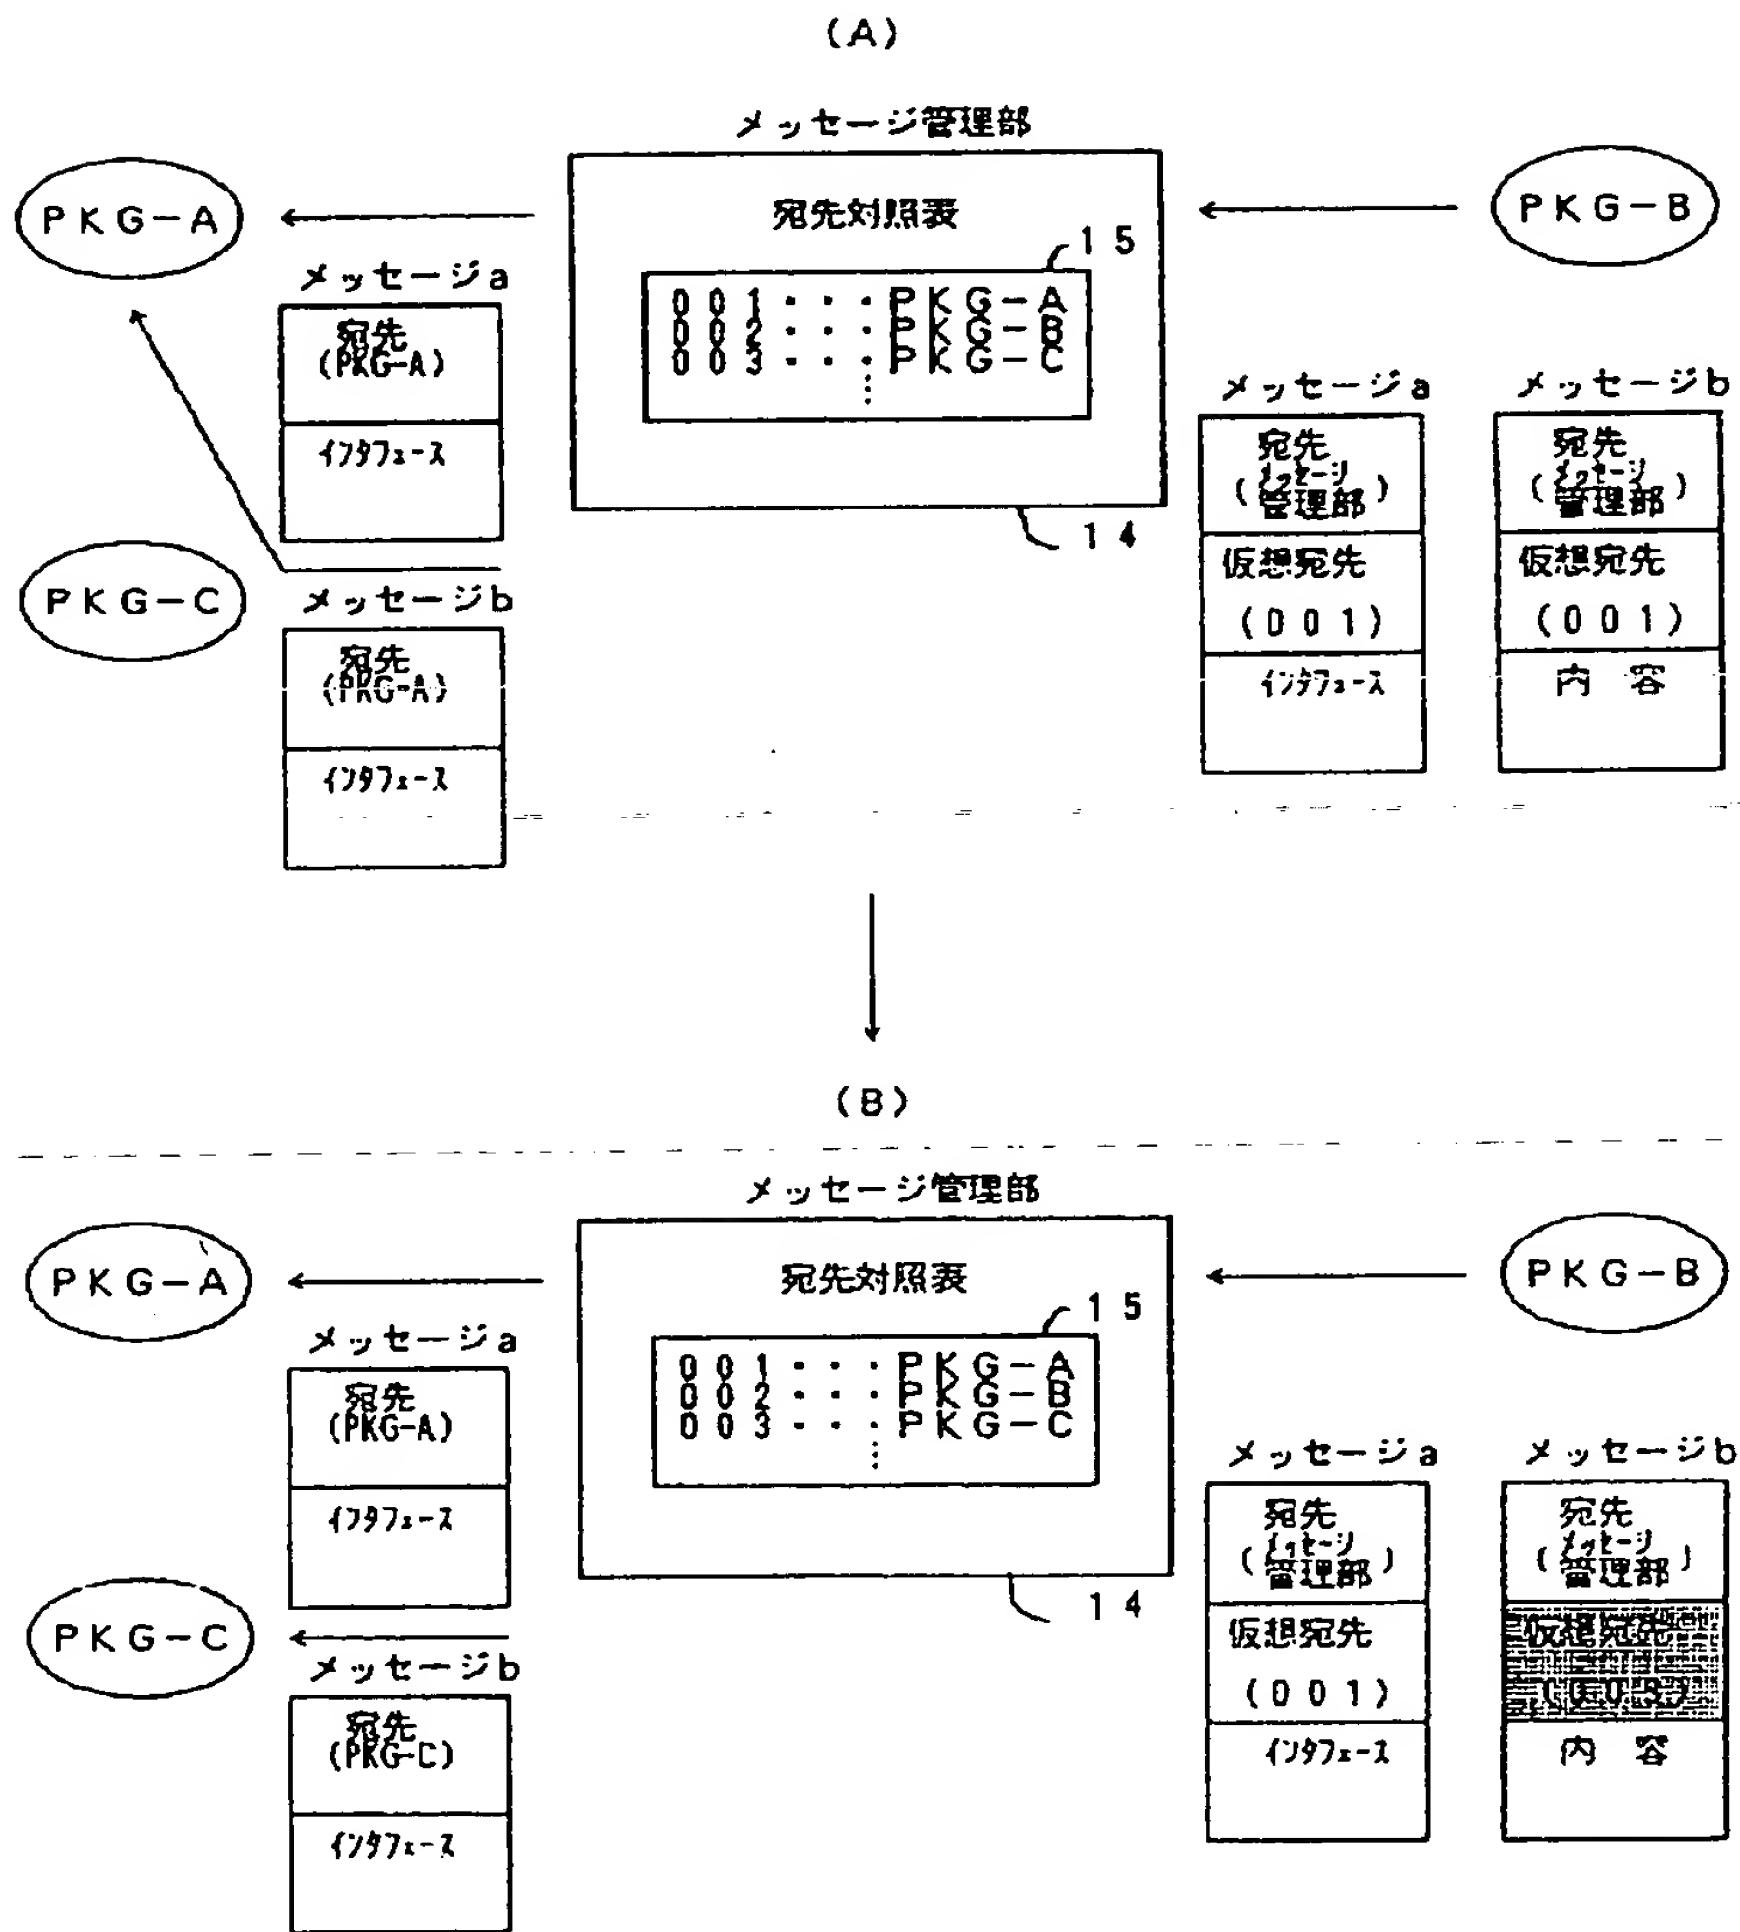 (A)
メッセージ管理部
PKG-A
宛先対照表
PKG-B
15
メッセージa
001・・・PKG-A
宛先
002・・・PKG-B
(PKG-A)
003・・・PKG-C
⋮
メッセージa
メッセージb
インタフェース
宛先
(メッセージ
管理部)
宛先
(メッセージ
管理部)
14
仮想宛先
(001)
仮想宛先
(001)
PKG-C
メッセージb
宛先
(PKG-A)
インタフェース
内 容
インタフェース
(B)
メッセージ管理部
PKG-A
宛先対照表
PKG-B
15
メッセージa
001・・・PKG-A
002・・・PKG-B
003・・・PKG-C
⋮
宛先
(PKG-A)
メッセージa
メッセージb
インタフェース
宛先
(メッセージ
管理部)
宛先
(メッセージ
管理部)
14
PKG-C
仮想宛先
(001)
仮想宛先
(003)
メッセージb
宛先
(PKG-C)
インタフェース
内 容
インタフェース